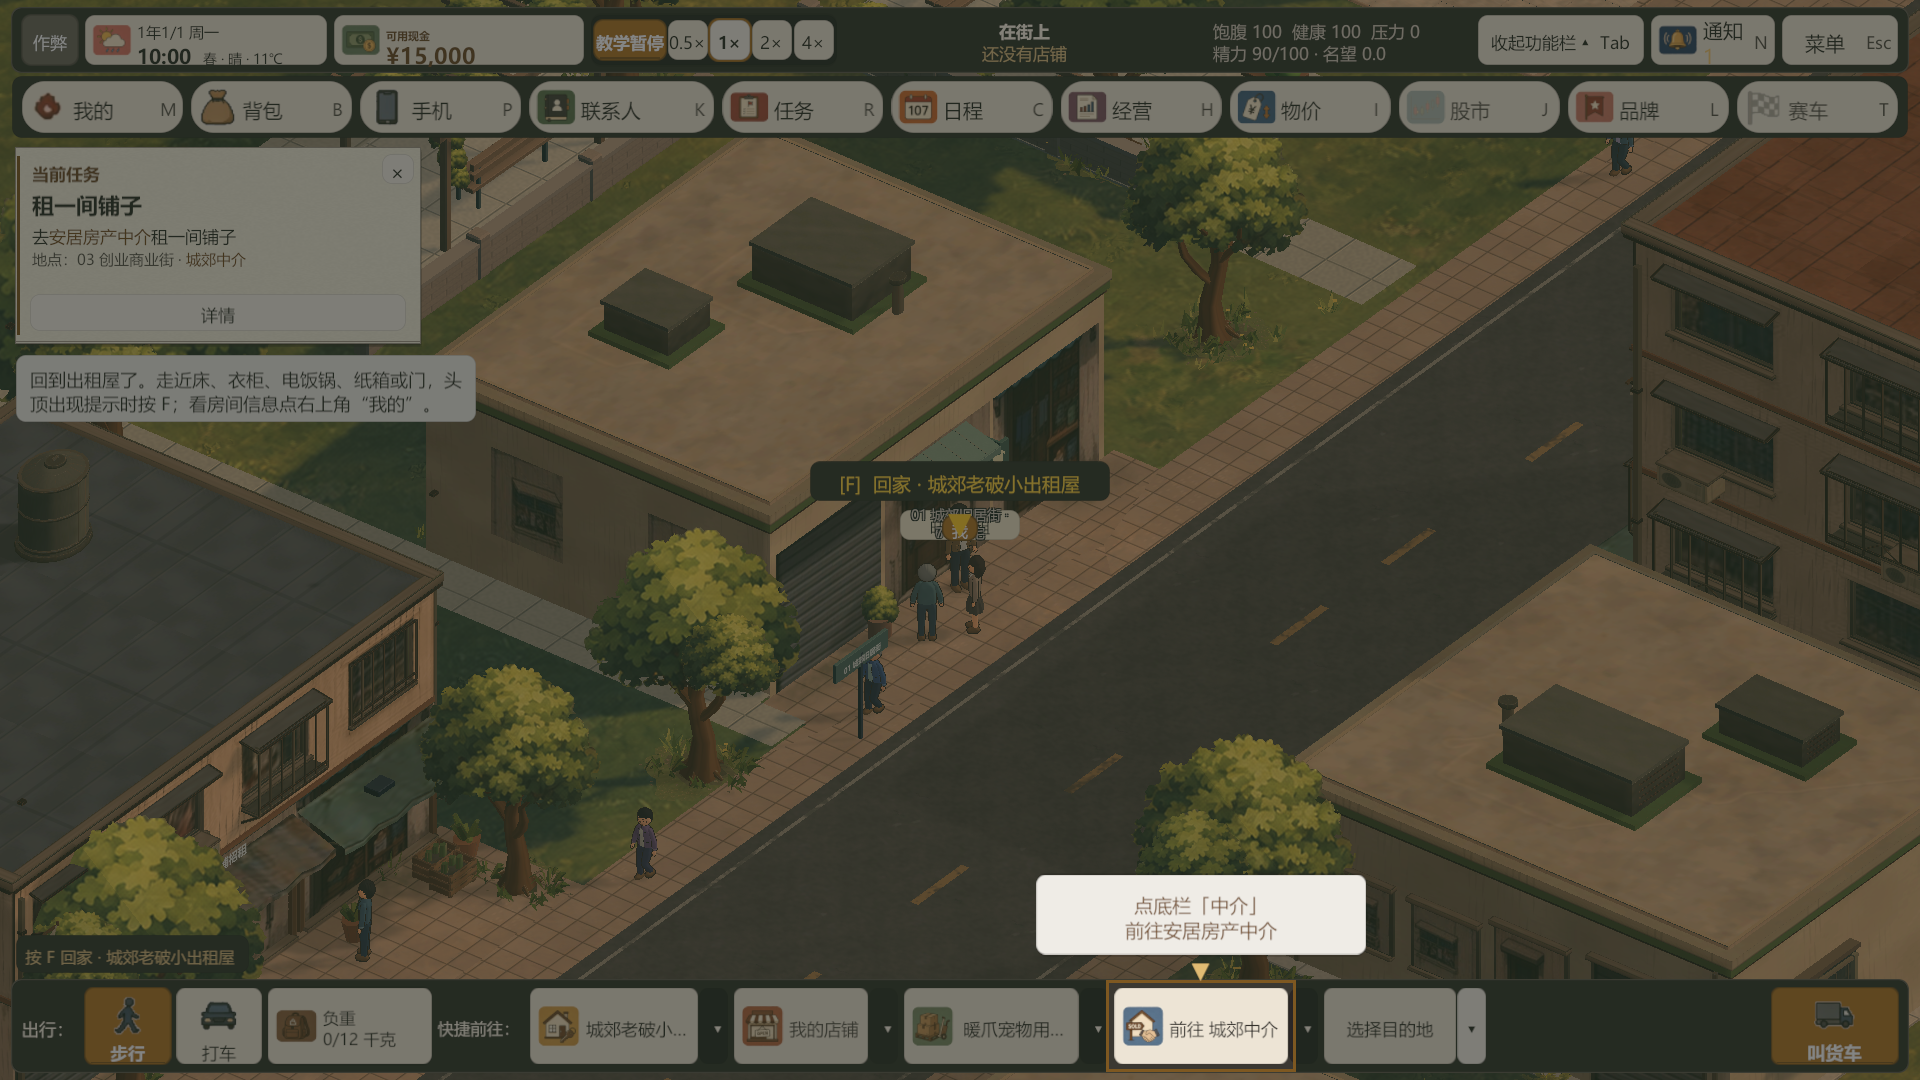 作弊
1年1/1 周一
10:00 春·晴·11℃
可用现金
¥15,000
教学暂停 0.5× 1× 2× 4×
在街上
还没有店铺
饱腹 100 健康 100 压力 0
精力 90/100 · 名望 0.0
收起功能栏 ▴ Tab
通知 N
1
菜单 Esc
我的 M
背包 B
手机 P
联系人 K
任务 R
107 日程 C
经营 H
物价 I
股市 J
品牌 L
赛车 T
当前任务 ×
租一间铺子
去安居房产中介租一间铺子
地点：03 创业商业街 · 城郊中介
详情
回到出租屋了。走近床、衣柜、电饭锅、纸箱或门，头
顶出现提示时按 F；看房间信息点右上角“我的”。
[F] 回家 · 城郊老破小出租屋
我
点底栏「中介」
前往安居房产中介
按 F 回家 · 城郊老破小出租屋
出行：
步行
打车
负重
0/12 千克
快捷前往：
城郊老破小... ▾
我的店铺 ▾
暖爪宠物用... ▾
SOLD
前往 城郊中介 ▾
选择目的地 ▾
叫货车